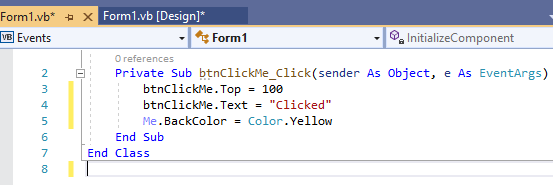 Form1.vb* Form1.vb [Design]*
VB Events Form1 InitializeComponent
0 references
2 Private Sub btnClickMe_Click(sender As Object, e As EventArgs)
3 btnClickMe.Top = 100
4 btnClickMe.Text = "Clicked"
5 Me.BackColor = Color.Yellow
6 End Sub
7 End Class
8